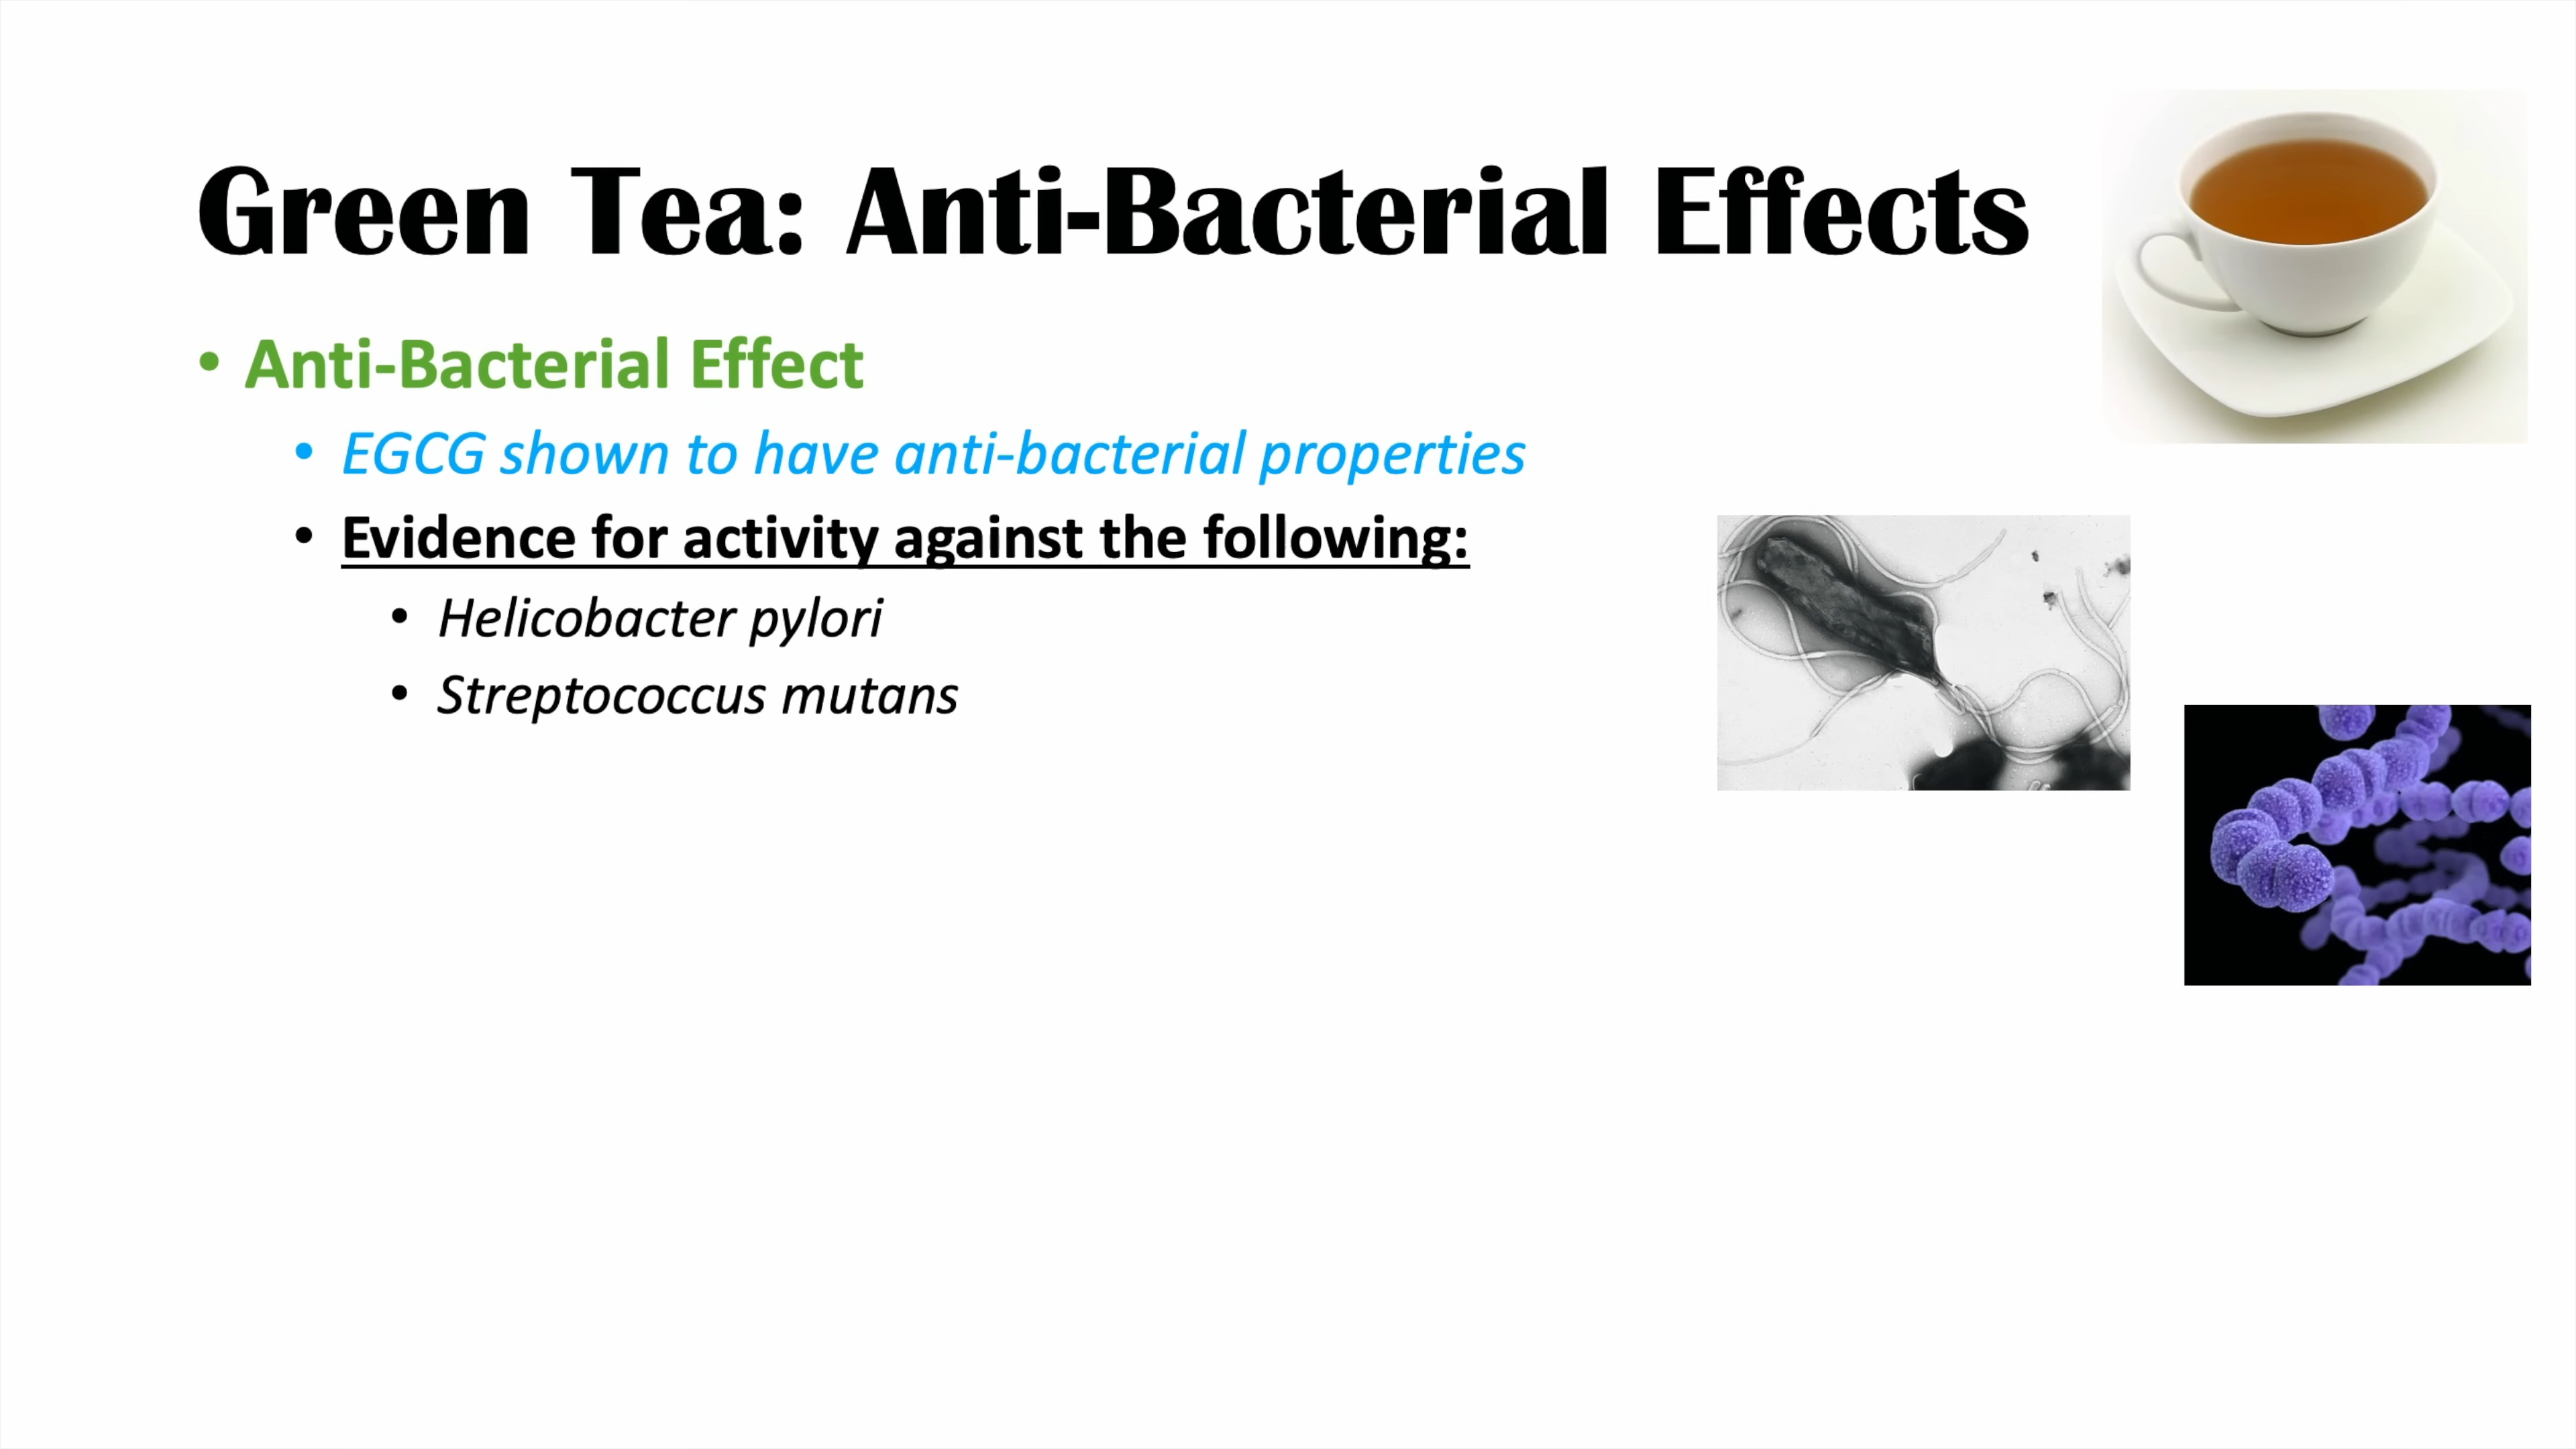 Green Tea: Anti-Bacterial Effects
• Anti-Bacterial Effect
• EGCG shown to have anti-bacterial properties
• Evidence for activity against the following:
• Helicobacter pylori
• Streptococcus mutans